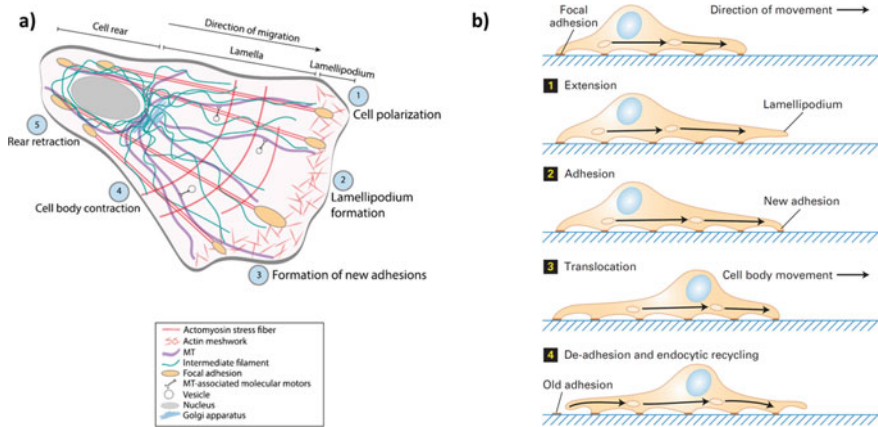 a)
Direction of migration
Cell rear
Lamella
Lamellipodium
1
Cell polarization
5
Rear retraction
2
Lamellipodium
formation
4
Cell body contraction
3 Formation of new adhesions
Actomyosin stress fiber
Actin meshwork
MT
Intermediate filament
Focal adhesion
MT-associated molecular motors
Vesicle
Nucleus
Golgi apparatus
b)
Focal
adhesion
Direction of movement
1 Extension
Lamellipodium
2 Adhesion
New adhesion
3 Translocation
Cell body movement
4 De-adhesion and endocytic recycling
Old adhesion